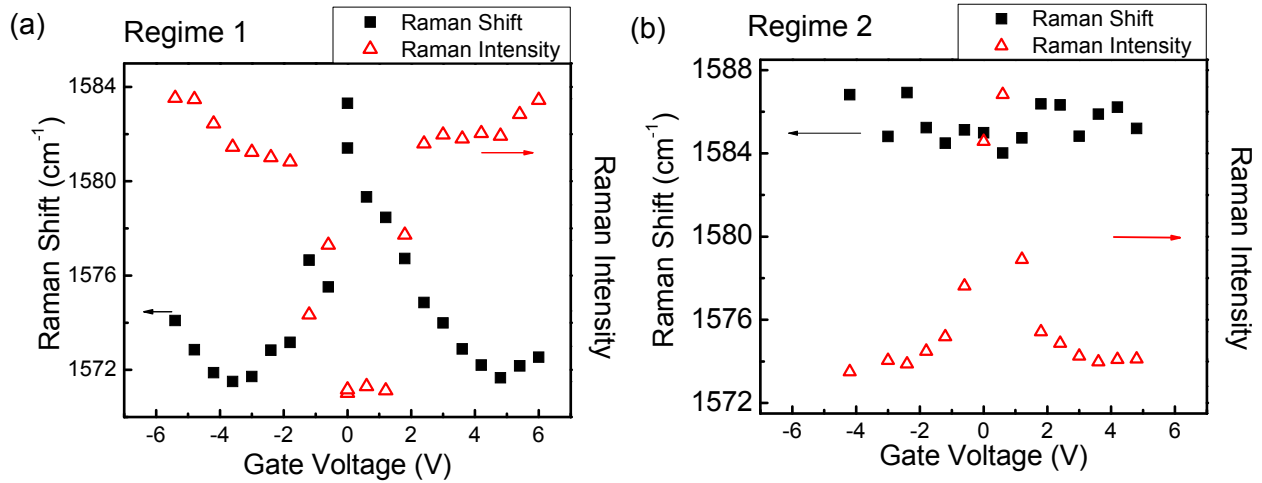 (a)
Regime 1
Raman Shift
Raman Intensity
1584
1580
1576
1572
Raman Shift (cm-1)
Raman Intensity
-6 -4 -2 0 2 4 6
Gate Voltage (V)
(b)
Regime 2
Raman Shift
Raman Intensity
1588
1584
1580
1576
1572
Raman Shift (cm-1)
Raman Intensity
-6 -4 -2 0 2 4 6
Gate Voltage (V)